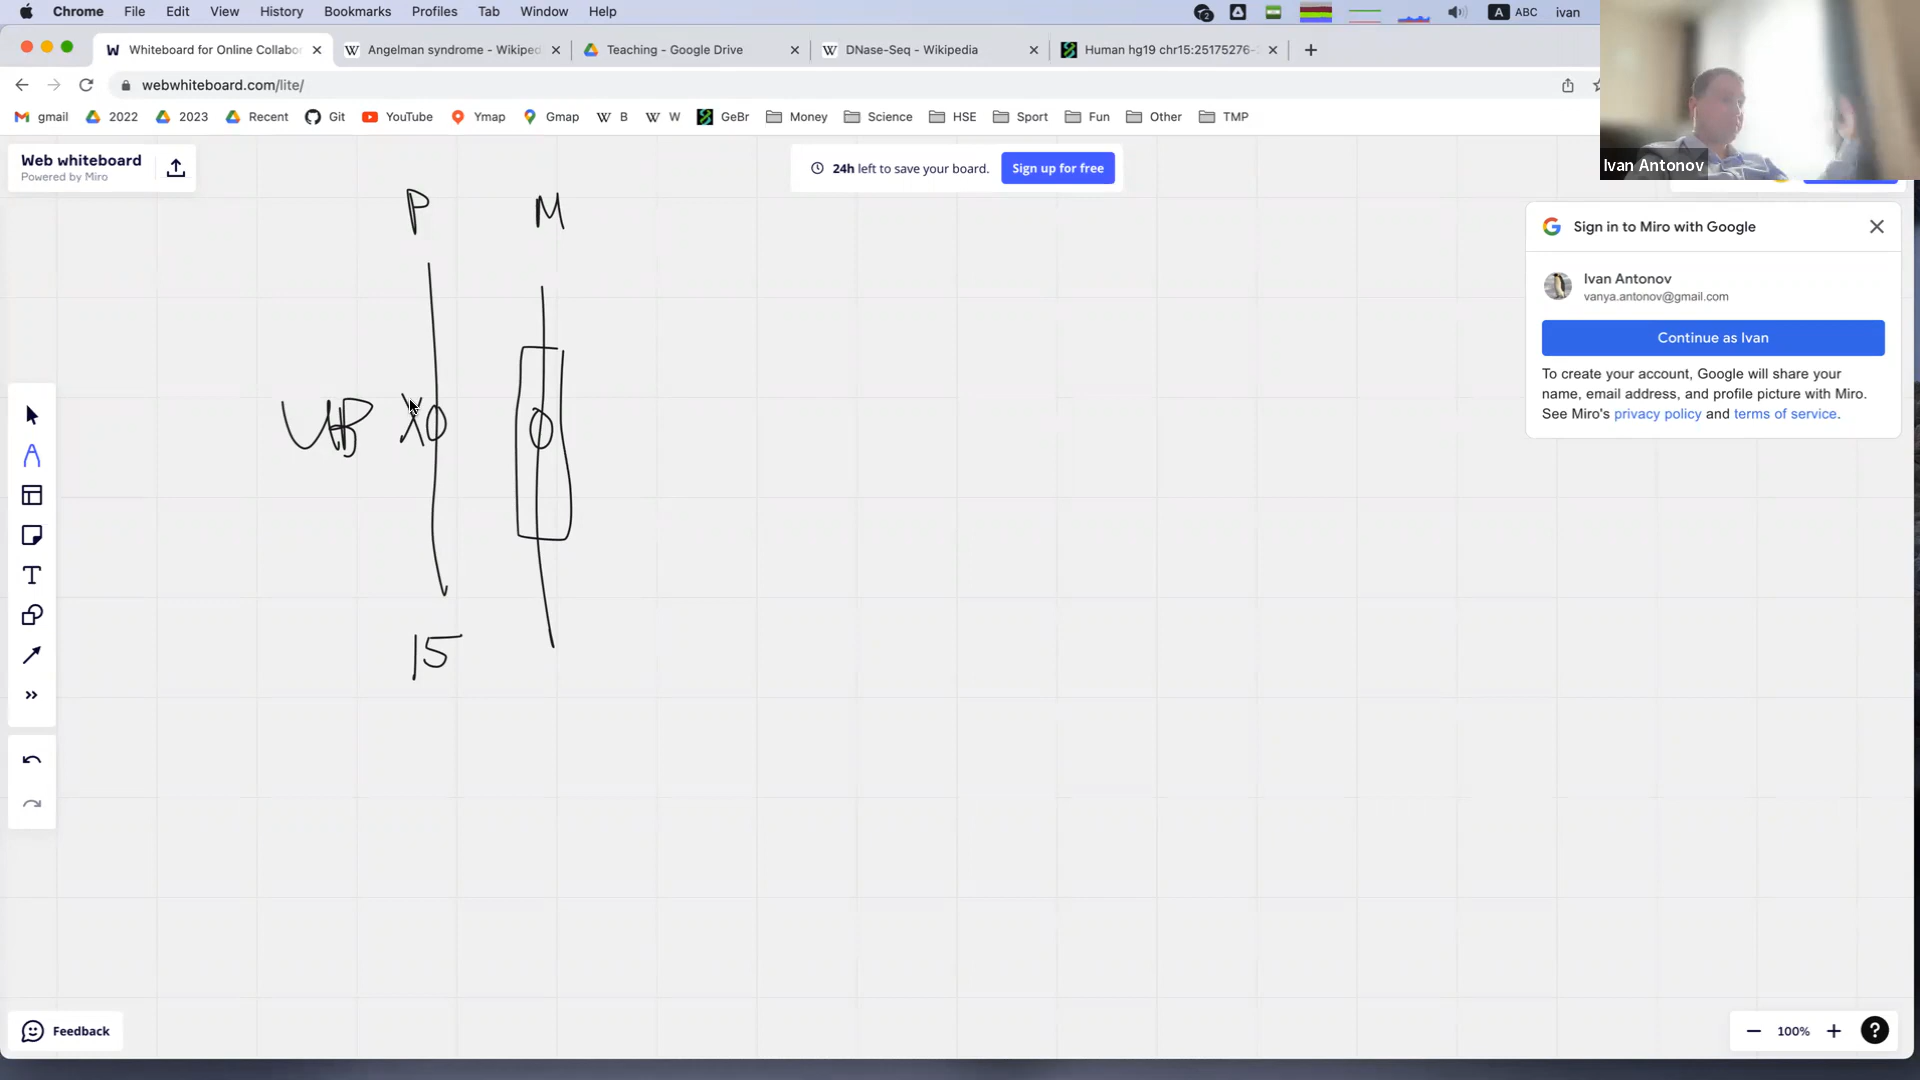 Chrome File Edit View History Bookmarks Profiles Tab Window Help
2 A ABC ivan
Whiteboard for Online Collabor
Angelman syndrome - Wikiped
Teaching - Google Drive
DNase-Seq - Wikipedia
Human hg19 chr15:25175276-
webwhiteboard.com/lite/
gmail 2022 2023 Recent Git YouTube Ymap Gmap B W GeBr Money Science HSE Sport Fun Other TMP
Ivan Antonov
Web whiteboard
Powered by Miro
24h left to save your board.
Sign up for free
Sign in to Miro with Google
Ivan Antonov
vanya.antonov@gmail.com
Continue as Ivan
To create your account, Google will share your
name, email address, and profile picture with Miro.
See Miro's privacy policy and terms of service.
P M
X
15
Feedback
100%